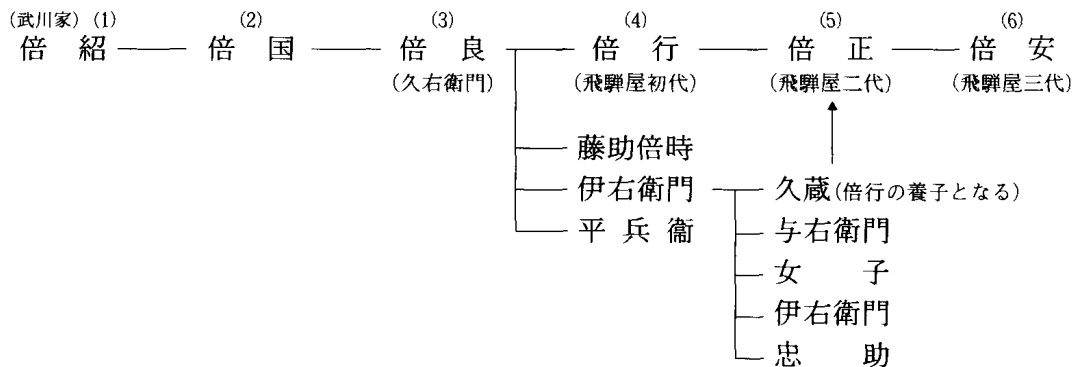 (武川家) (1) (2) (3) (4) (5) (6)
倍紹 倍国 倍良 倍行 倍正 倍安
(久右衛門) (飛騨屋初代) (飛騨屋二代) (飛騨屋三代)
藤助倍時
伊右衛門 久蔵(倍行の養子となる)
平兵衞 与右衛門
女子
伊右衛門
忠助